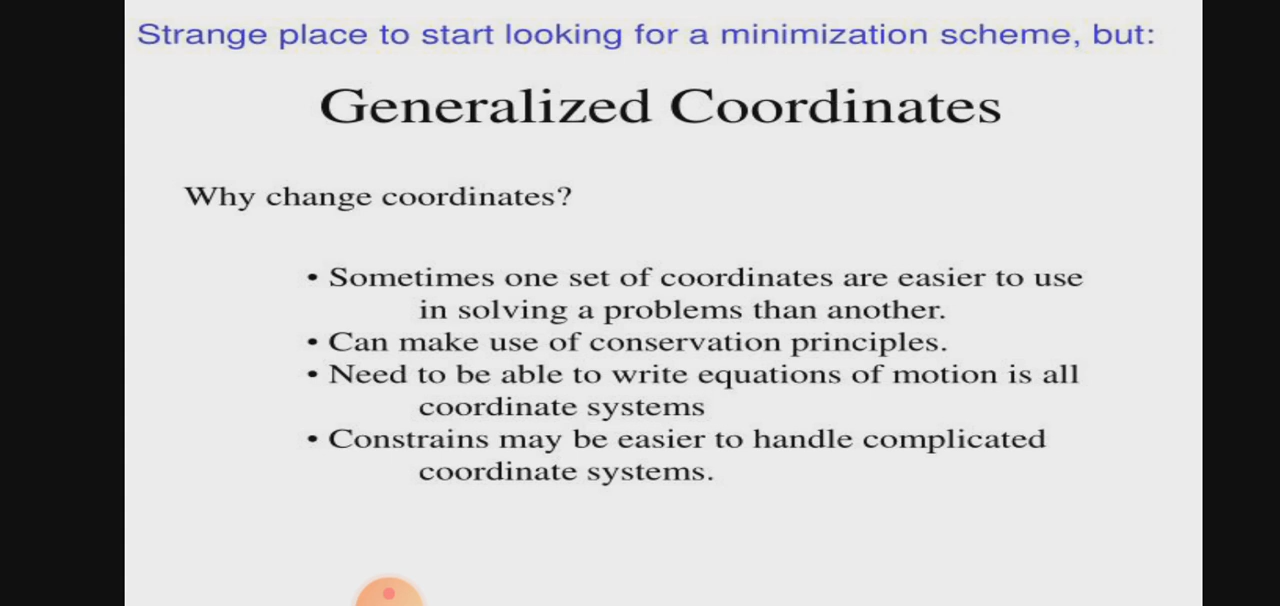 Strange place to start looking for a minimization scheme, but:
Generalized Coordinates
Why change coordinates?
• Sometimes one set of coordinates are easier to use
in solving a problems than another.
• Can make use of conservation principles.
• Need to be able to write equations of motion is all
coordinate systems
• Constrains may be easier to handle complicated
coordinate systems.